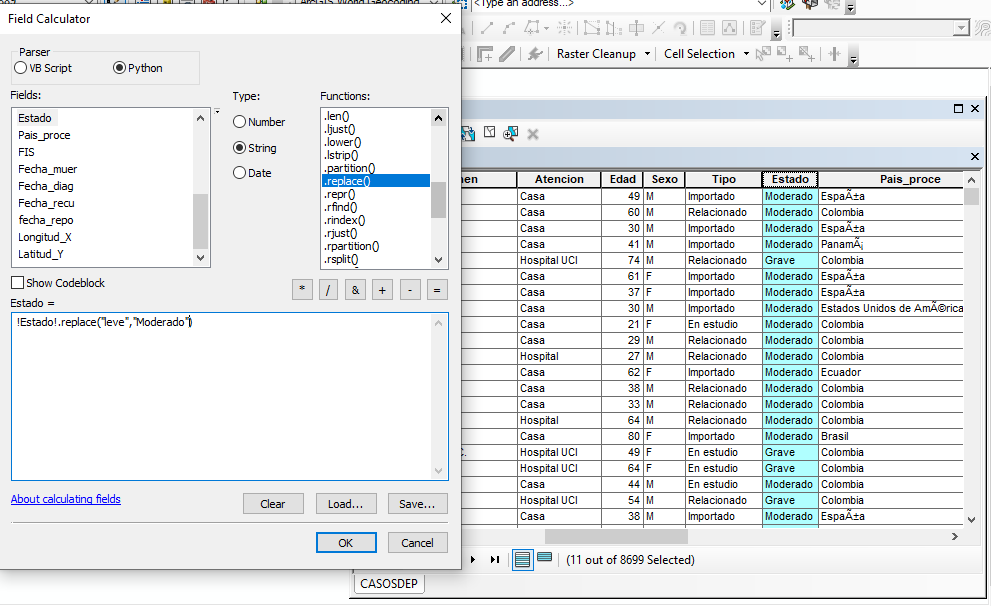 Field Calculator
<Type an address...>
Parser
VB Script
Python
Raster Cleanup
Cell Selection
Fields:
Type:
Functions:
Estado
Pais_proce
FIS
Fecha_muer
Fecha_diag
Fecha_recu
fecha_repo
Longitud_X
Latitud_Y
Number
String
Date
.len()
.ljust()
.lower()
.lstrip()
.partition()
.replace()
.repr()
.rfind()
.rindex()
.rjust()
.rpartition()
.rsplit()
Show Codeblock
* / & + - =
Estado =
!Estado!.replace("leve","Moderado")
About calculating fields
Clear
Load...
Save...
OK
Cancel
Atencion Edad Sexo Tipo Estado Pais_proce
Casa 49 M Importado Moderado EspaÃ±a
Casa 60 M Relacionado Moderado Colombia
Casa 30 M Importado Moderado EspaÃ±a
Casa 41 M Importado Moderado PanamÃ¡
Hospital UCI 74 M Relacionado Grave Colombia
Casa 61 F Importado Moderado EspaÃ±a
Casa 37 F Importado Moderado EspaÃ±a
Casa 30 M Importado Moderado Estados Unidos de AmÃ©rica
Casa 21 F En estudio Moderado Colombia
Casa 29 M Relacionado Moderado Colombia
Hospital 27 M Relacionado Moderado Colombia
Casa 62 F Importado Moderado Ecuador
Casa 38 M Relacionado Moderado Colombia
Casa 33 M Relacionado Moderado Colombia
Hospital 64 M Relacionado Moderado Colombia
Casa 80 F Importado Moderado Brasil
Hospital UCI 49 F En estudio Grave Colombia
Hospital UCI 64 F En estudio Grave Colombia
Casa 44 M En estudio Moderado Colombia
Hospital UCI 54 M Relacionado Grave Colombia
Casa 38 M Importado Moderado EspaÃ±a
(11 out of 8699 Selected)
CASOSDEP